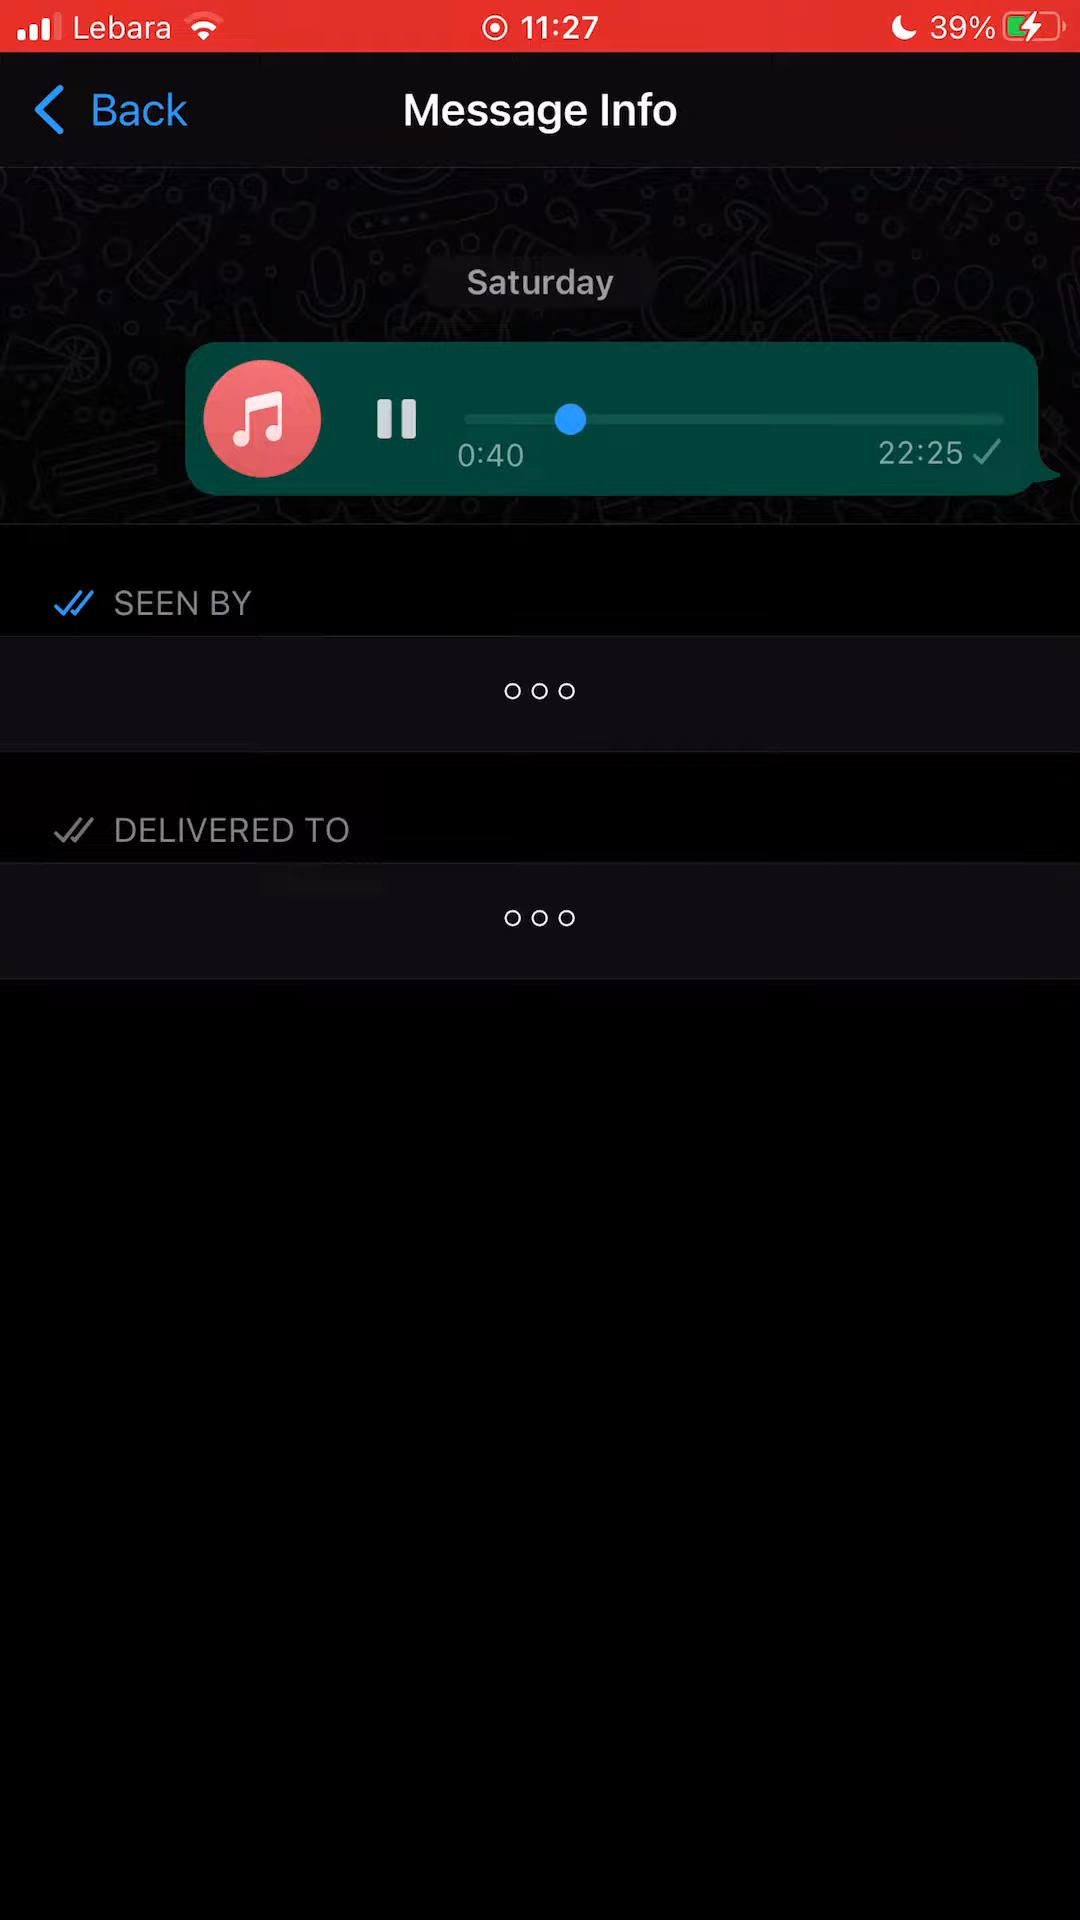 Lebara 11:27 39%
Back Message Info
Saturday
0:40 22:25
SEEN BY
DELIVERED TO